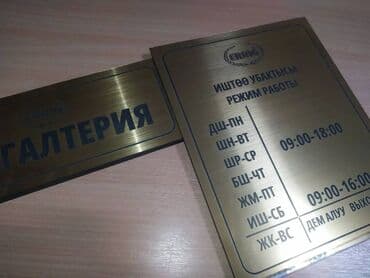 ГАЛТЕРИЯ
ИШТӨӨ УБАКТЫСЫ
РЕЖИМ РАБОТЫ
ДШ-ПН
ШН-ВТ
ШР-СР 09:00-18:00
БШ-ЧТ
ЖМ-ПТ
ИШ-СБ 09:00-16:00
ЖК-ВС ДЕМ АЛУУ ВЫХО